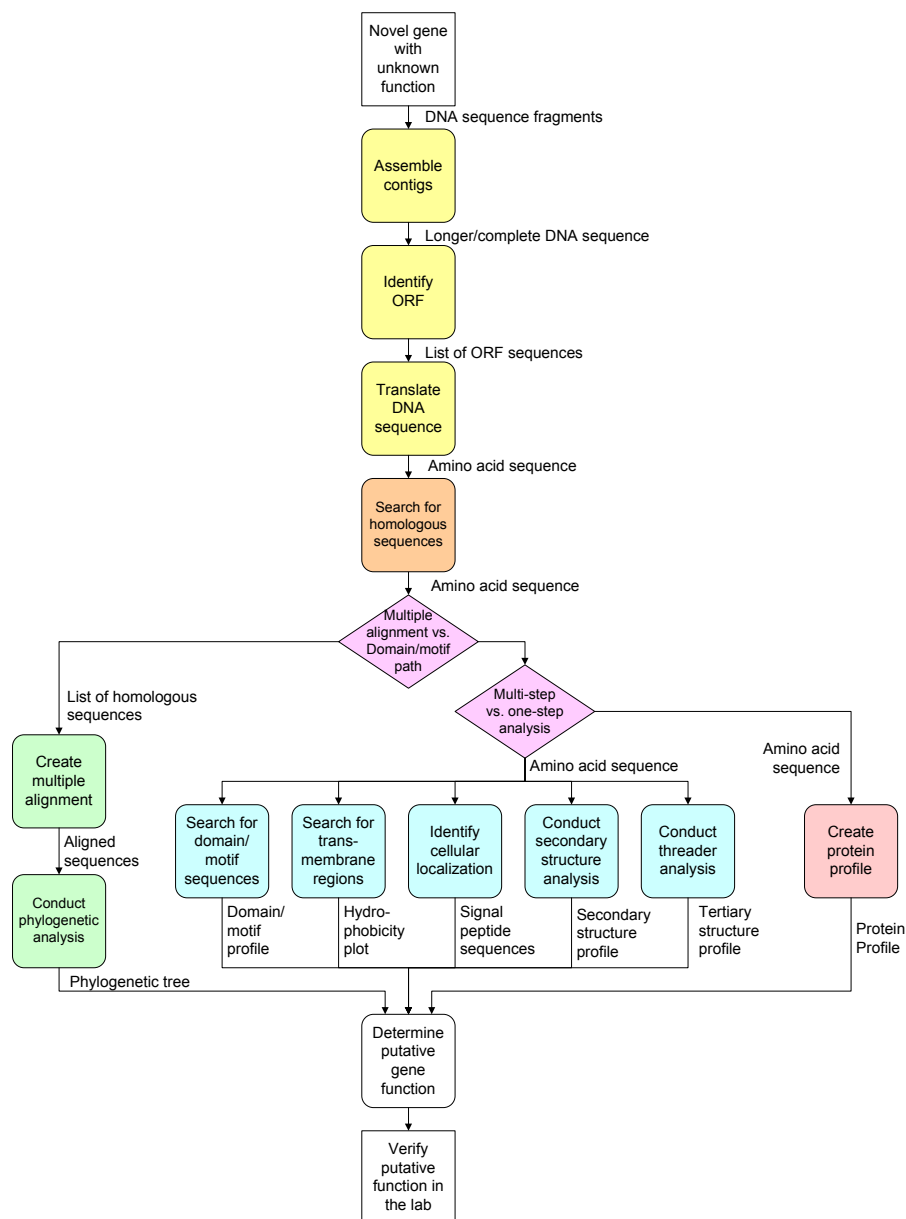 Novel gene
with
unknown
function
DNA sequence fragments
Assemble
contigs
Longer/complete DNA sequence
Identify
ORF
List of ORF sequences
Translate
DNA
sequence
Amino acid sequence
Search for
homologous
sequences
Amino acid sequence
Multiple
alignment vs.
Domain/motif
path
List of homologous
sequences
Multi-step
vs. one-step
analysis
Create
multiple
alignment
Amino acid sequence
Amino acid
sequence
Aligned
sequences
Search for
domain/
motif
sequences
Search for
trans-
membrane
regions
Identify
cellular
localization
Conduct
secondary
structure
analysis
Conduct
threader
analysis
Create
protein
profile
Conduct
phylogenetic
analysis
Domain/
motif
profile
Hydro-
phobicity
plot
Signal
peptide
sequences
Secondary
structure
profile
Tertiary
structure
profile
Protein
Profile
Phylogenetic tree
Determine
putative
gene
function
Verify
putative
function in
the lab